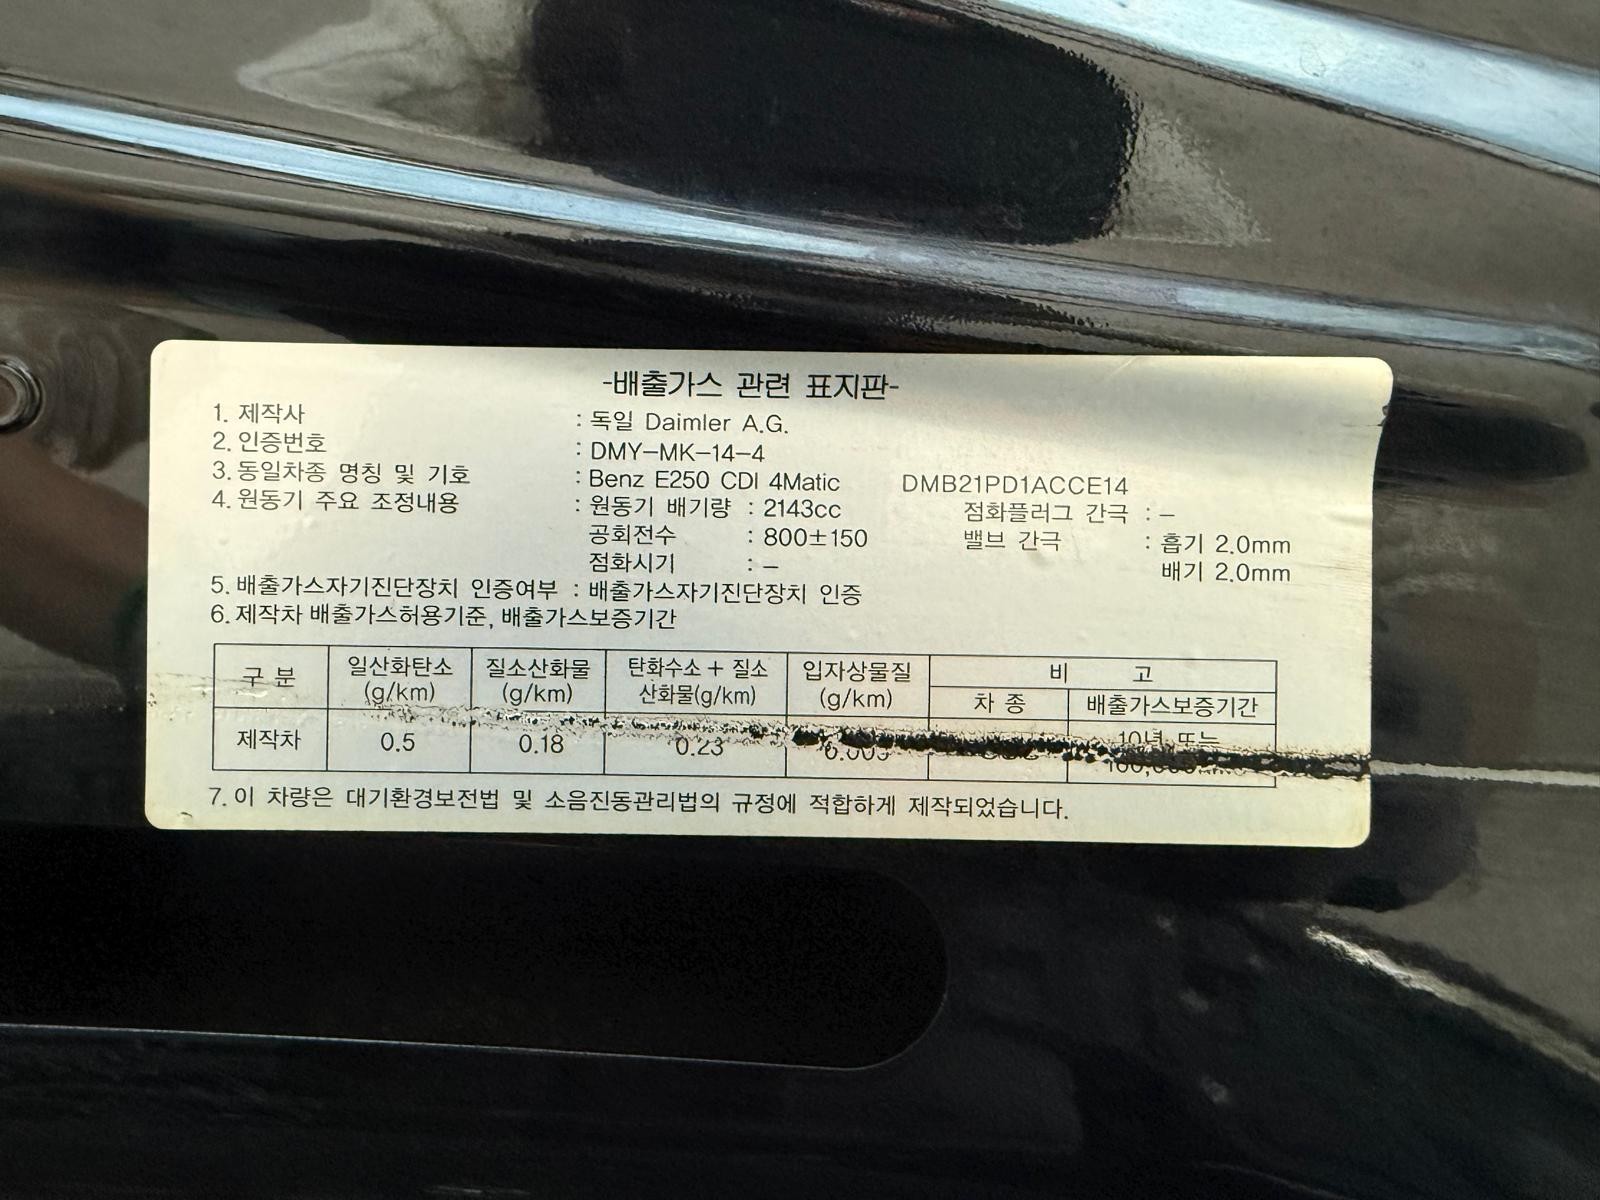 -배출가스 관련 표지판-
1. 제작사 : 독일 Daimler A.G.
2. 인증번호 : DMY-MK-14-4
3. 동일차종 명칭 및 기호 : Benz E250 CDI 4Matic DMB21PD1ACCE14
4. 원동기 주요 조정내용 : 원동기 배기량 : 2143cc 점화플러그 간극 : -
공회전수 : 800±150 밸브 간극 : 흡기 2.0mm
점화시기 : - 배기 2.0mm
5. 배출가스자기진단장치 인증여부 : 배출가스자기진단장치 인증
6. 제작차 배출가스허용기준, 배출가스보증기간
구 분 일산화탄소 (g/km) 질소산화물 (g/km) 탄화수소 + 질소 산화물(g/km) 입자상물질 (g/km) 비 고
차 종 배출가스보증기간
제작차 0.5 0.18 0.23 10년 또는
7. 이 차량은 대기환경보전법 및 소음진동관리법의 규정에 적합하게 제작되었습니다.